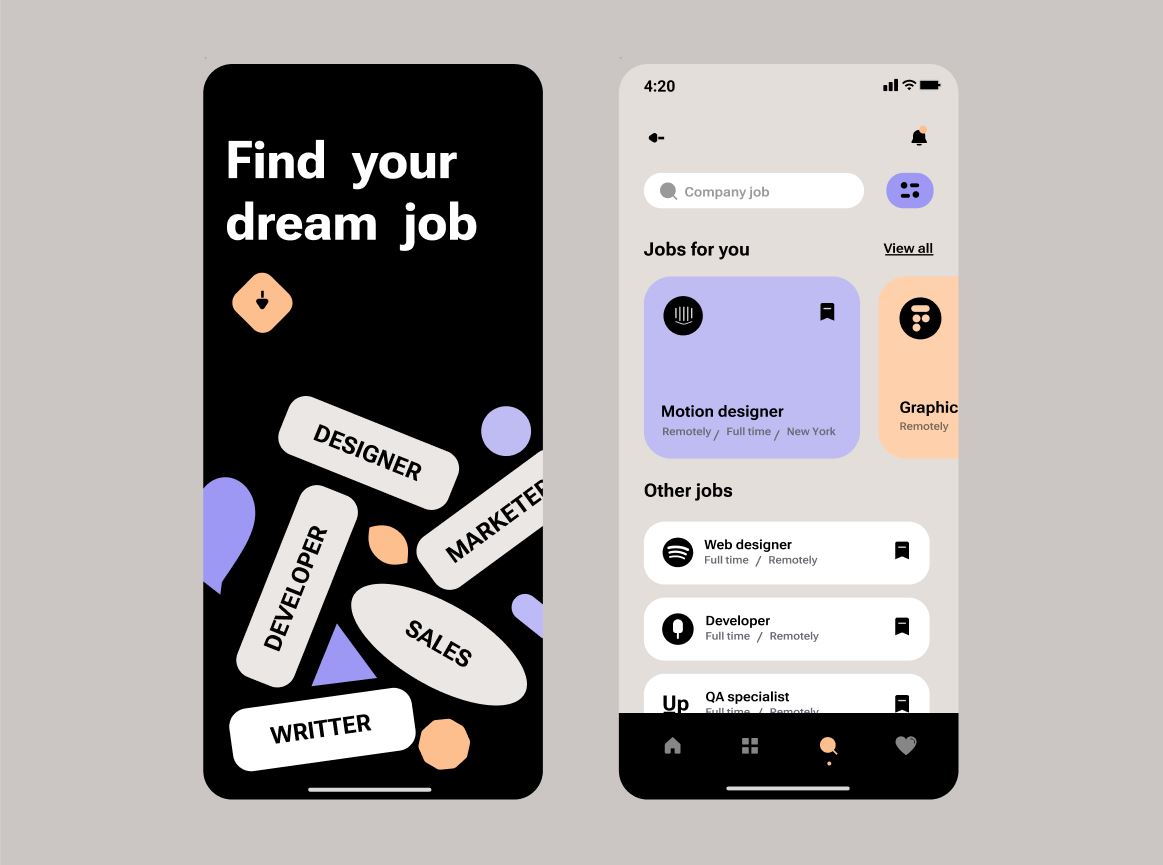 Find your
dream job
DESIGNER
MARKETER
DEVELOPER
SALES
WRITTER
4:20
Company job
Jobs for you
View all
Motion designer
Remotely / Full time / New York
Graphic
Remotely
Other jobs
Web designer
Full time / Remotely
Developer
Full time / Remotely
Up
QA specialist
Full time / Remotely